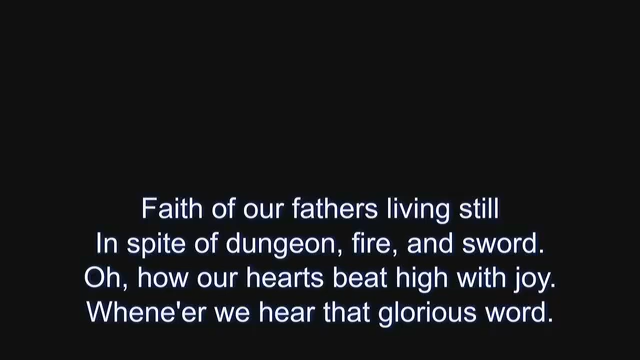 Faith of our fathers living still
In spite of dungeon, fire, and sword.
Oh, how our hearts beat high with joy.
Whene'er we hear that glorious word.